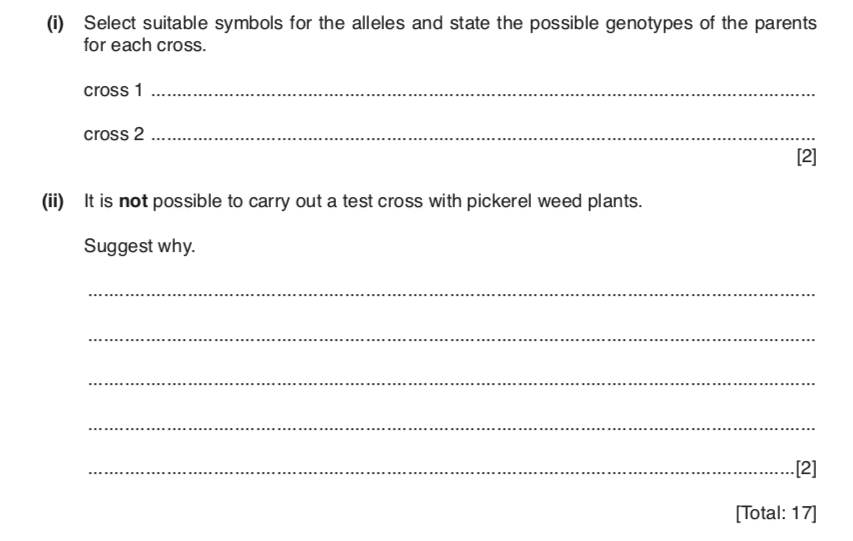 (i) Select suitable symbols for the alleles and state the possible genotypes of the parents
for each cross.
cross 1 ..........................................................................................................................
cross 2 ..........................................................................................................................
[2]
(ii) It is not possible to carry out a test cross with pickerel weed plants.
Suggest why.
..........................................................................................................................
..........................................................................................................................
..........................................................................................................................
..........................................................................................................................
.....................................................................................................................[2]
[Total: 17]